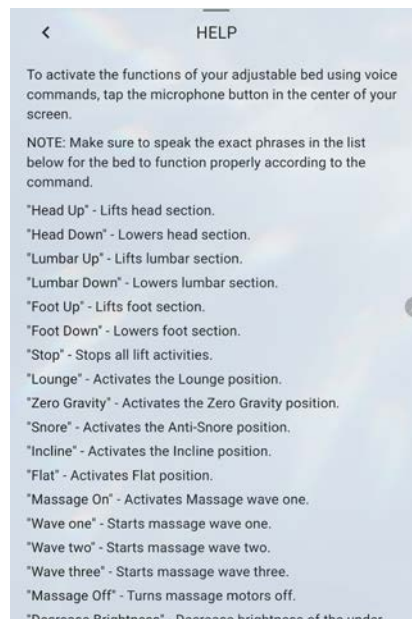 HELP
To activate the functions of your adjustable bed using voice
commands, tap the microphone button in the center of your
screen.
NOTE: Make sure to speak the exact phrases in the list
below for the bed to function properly according to the
command.
"Head Up" - Lifts head section.
"Head Down" - Lowers head section.
"Lumbar Up" - Lifts lumbar section.
"Lumbar Down" - Lowers lumbar section.
"Foot Up" - Lifts foot section.
"Foot Down" - Lowers foot section.
"Stop" - Stops all lift activities.
"Lounge" - Activates the Lounge position.
"Zero Gravity" - Activates the Zero Gravity position.
"Snore" - Activates the Anti-Snore position.
"Incline" - Activates the Incline position.
"Flat" - Activates Flat position.
"Massage On" - Activates Massage wave one.
"Wave one" - Starts massage wave one.
"Wave two" - Starts massage wave two.
"Wave three" - Starts massage wave three.
"Massage Off" - Turns massage motors off.
"Decrease Brightness" - Decrease brightness of the under